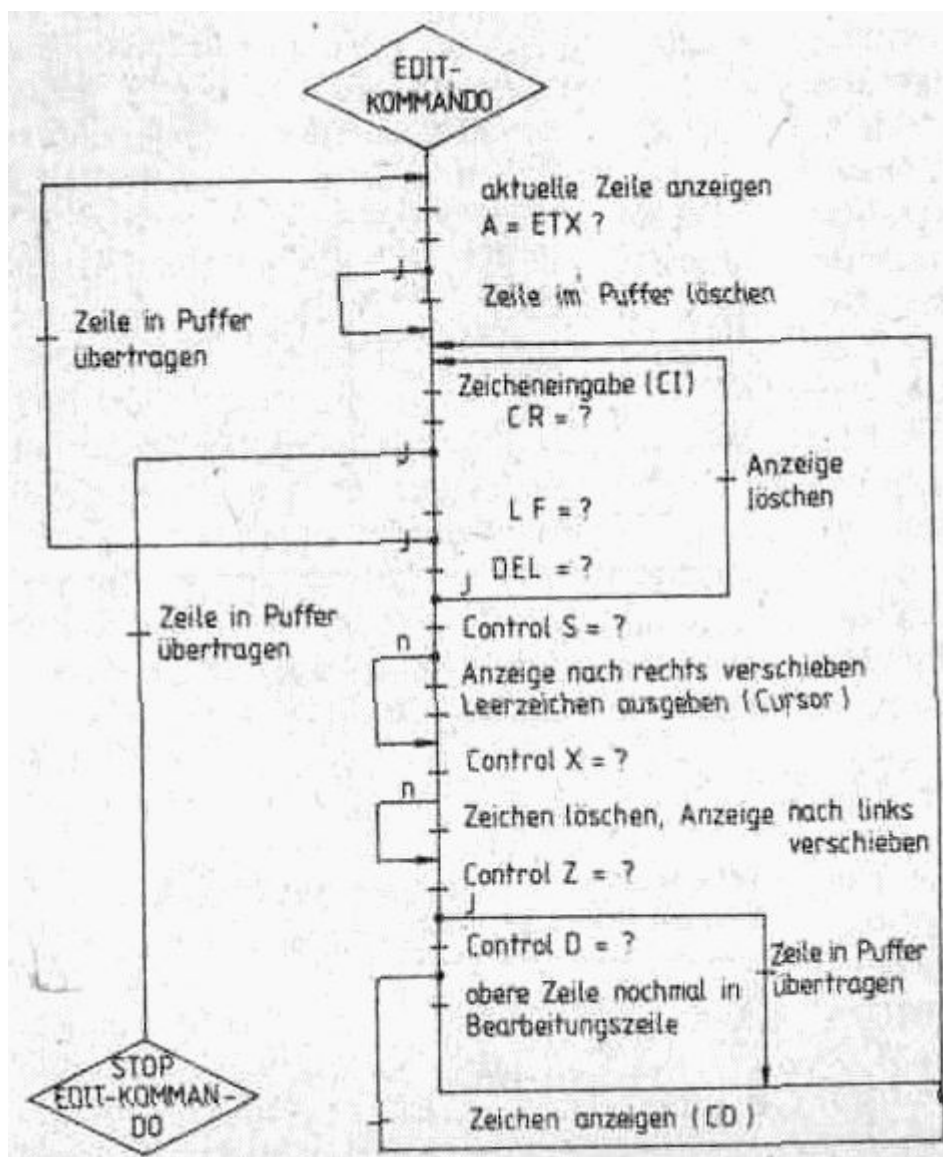 EDIT-
KOMMANDO
aktuelle Zeile anzeigen
A = ETX ?
j
Zeile im Puffer löschen
Zeile in Puffer
übertragen
Zeicheneingabe (CI)
CR = ?
j
Anzeige
löschen
LF = ?
j
DEL = ?
j
Zeile in Puffer
übertragen
Control S = ?
n
Anzeige nach rechts verschieben
Leerzeichen ausgeben (Cursor)
Control X = ?
n
Zeichen löschen, Anzeige nach links
verschieben
Control Z = ?
j
Control D = ?
Zeile in Puffer
übertragen
obere Zeile nochmal in
Bearbeitungszeile
STOP
EDIT-KOMMAN-
DO
Zeichen anzeigen (CO)